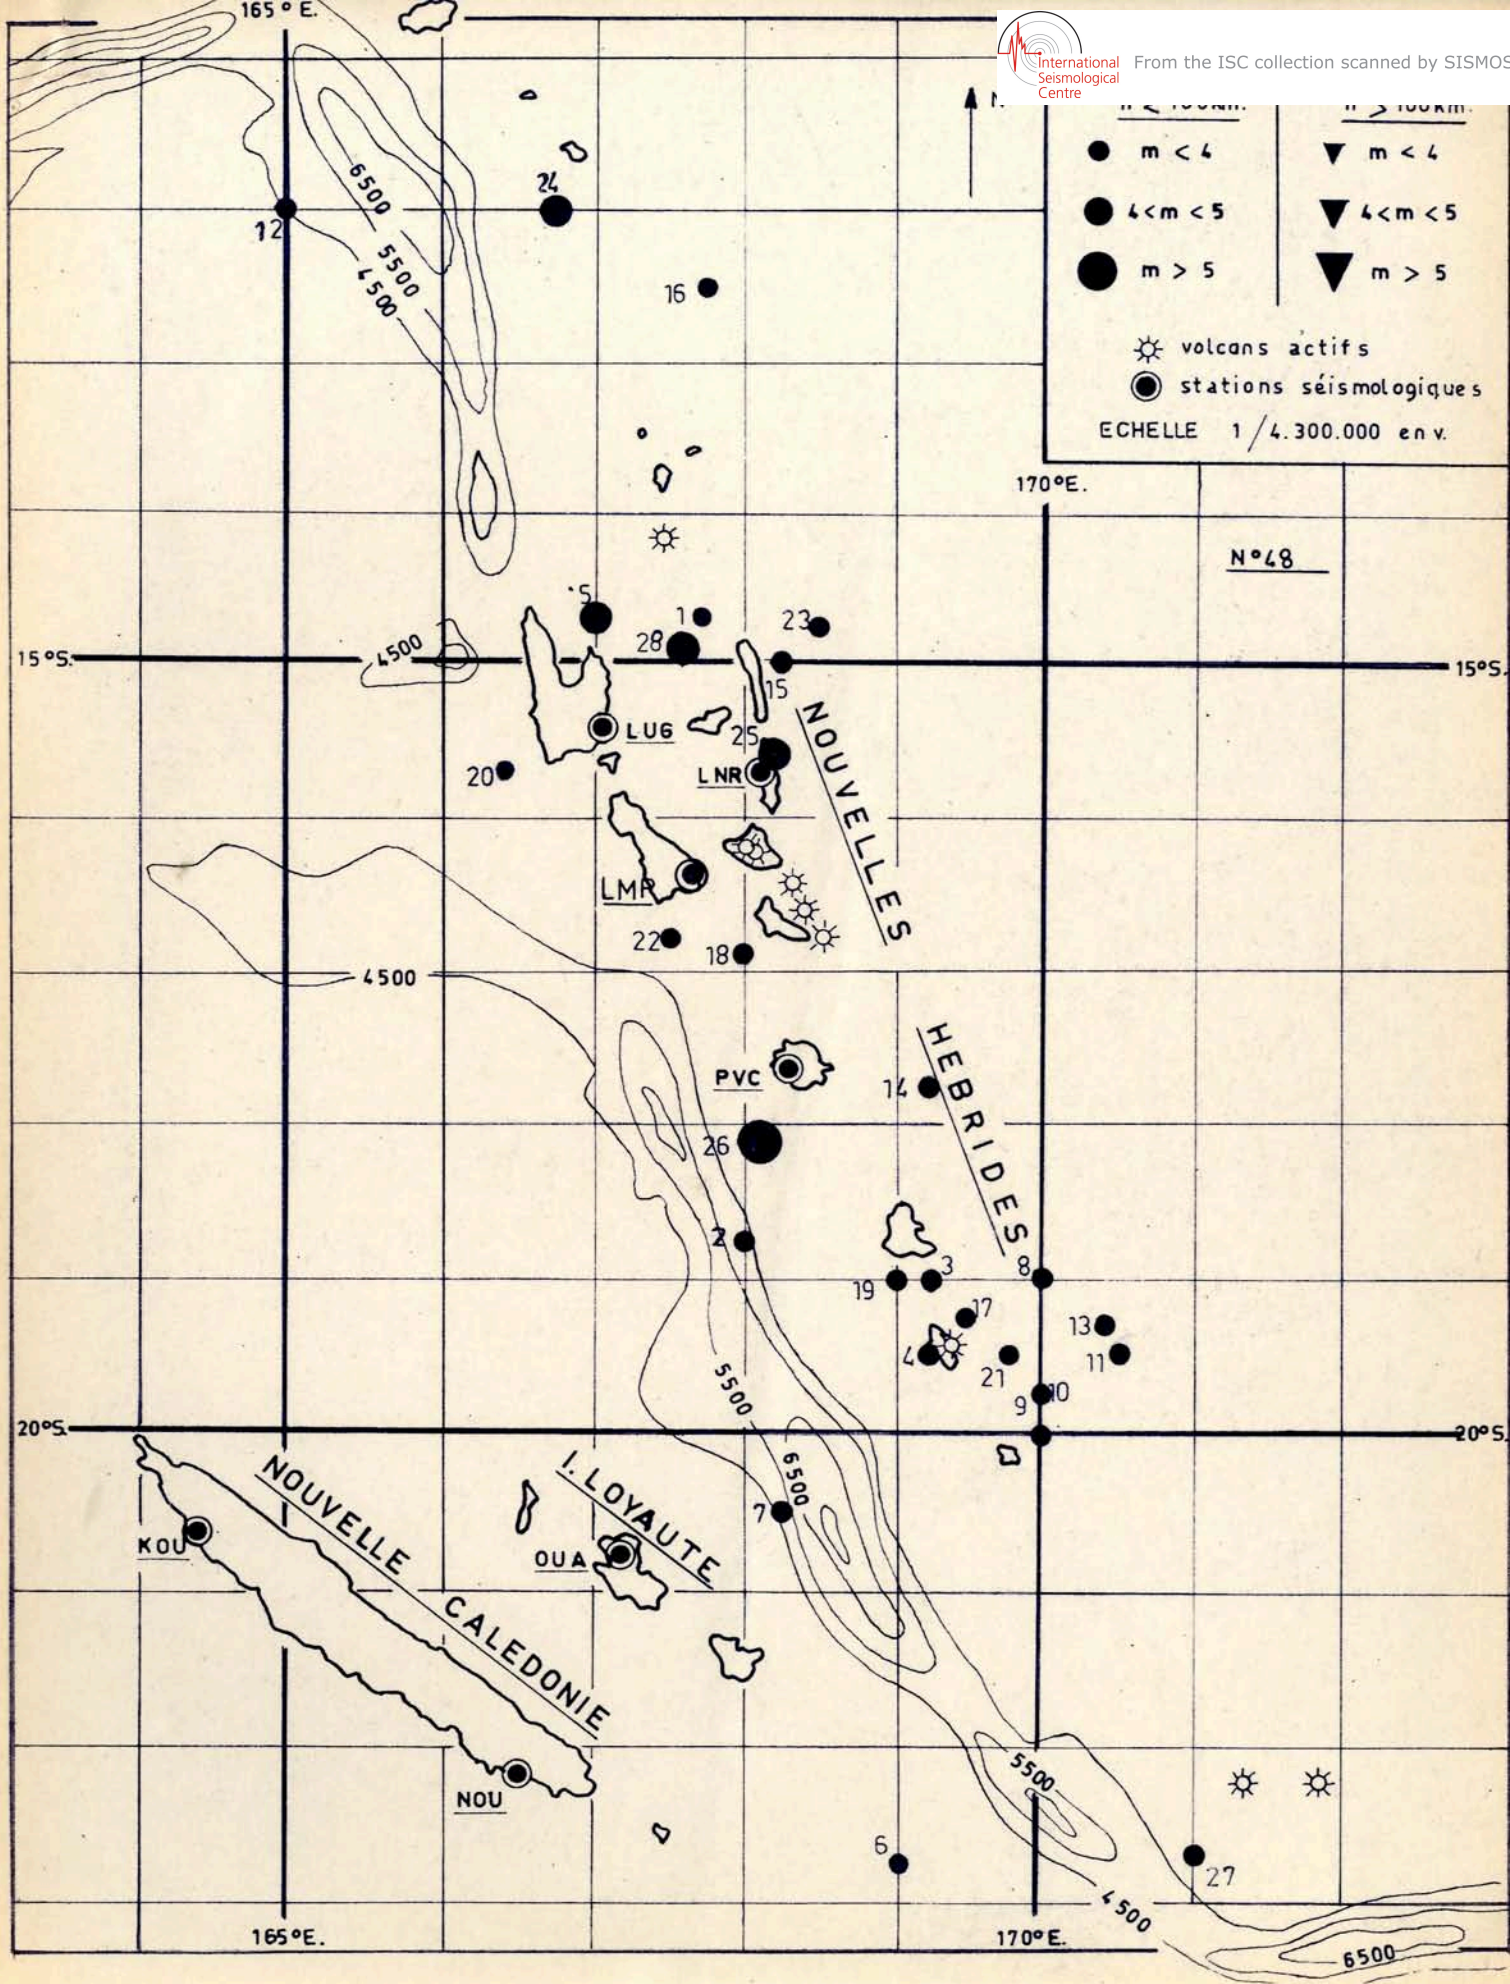 165° E.
International
Seismological
Centre
From the ISC collection scanned by SISMOS
N
m < 4
m < 4
4<m<5
4<m<5
m > 5
m > 5
volcans actifs
stations séismologiques
ECHELLE 1/4.300.000 env.
170°E.
N°48
6500
5500
4500
12
24
16
5
1
28
23
15°S.
4500
15°S.
15
LUG
25
20
LNR
NOUVELLES
LMP
22
18
4500
PVC
14
HEBRIDES
26
2
8
19
3
17
13
4
21
11
5500
9
10
20°S.
20°S.
NOUVELLE CALEDONIE
I. LOYAUTE
6500
7
KOU
OUA
NOU
5500
6
27
4500
165°E.
170°E.
6500